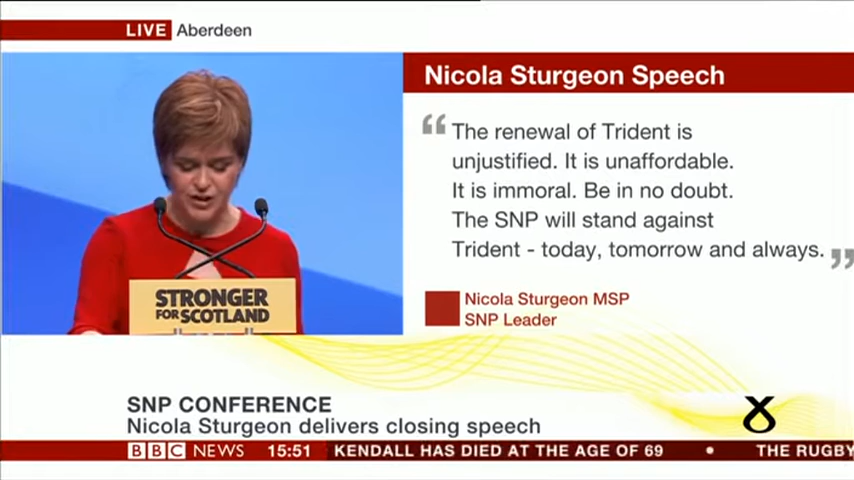 LIVE Aberdeen
Nicola Sturgeon Speech
“ The renewal of Trident is
unjustified. It is unaffordable.
It is immoral. Be in no doubt.
The SNP will stand against
Trident - today, tomorrow and always. ”
Nicola Sturgeon MSP
SNP Leader
STRONGER
FOR SCOTLAND
SNP CONFERENCE
Nicola Sturgeon delivers closing speech
BBC NEWS 15:51 KENDALL HAS DIED AT THE AGE OF 69 • THE RUGBY